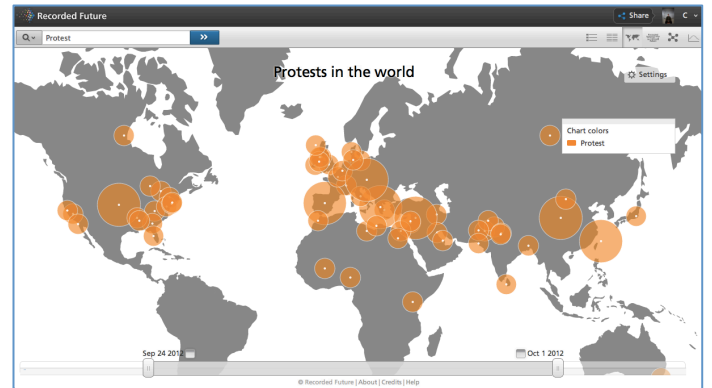 Recorded Future
Share
C
Protest
Protests in the world
Settings
Chart colors
Protest
Sep 24 2012
Oct 1 2012
© Recorded Future | About | Credits | Help